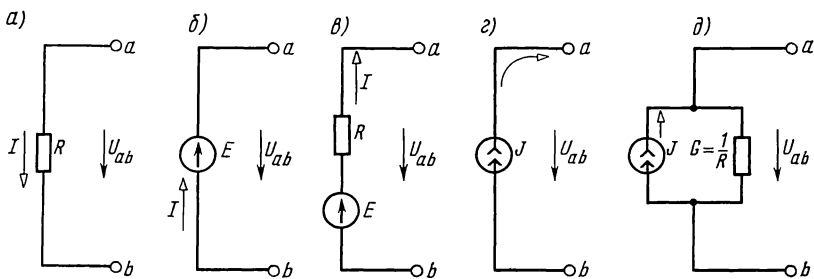 а) б) в) г) д)
a a a a a
I R U_ab
E U_ab I
I R U_ab E
J U_ab
J G=1/R U_ab
b b b b b